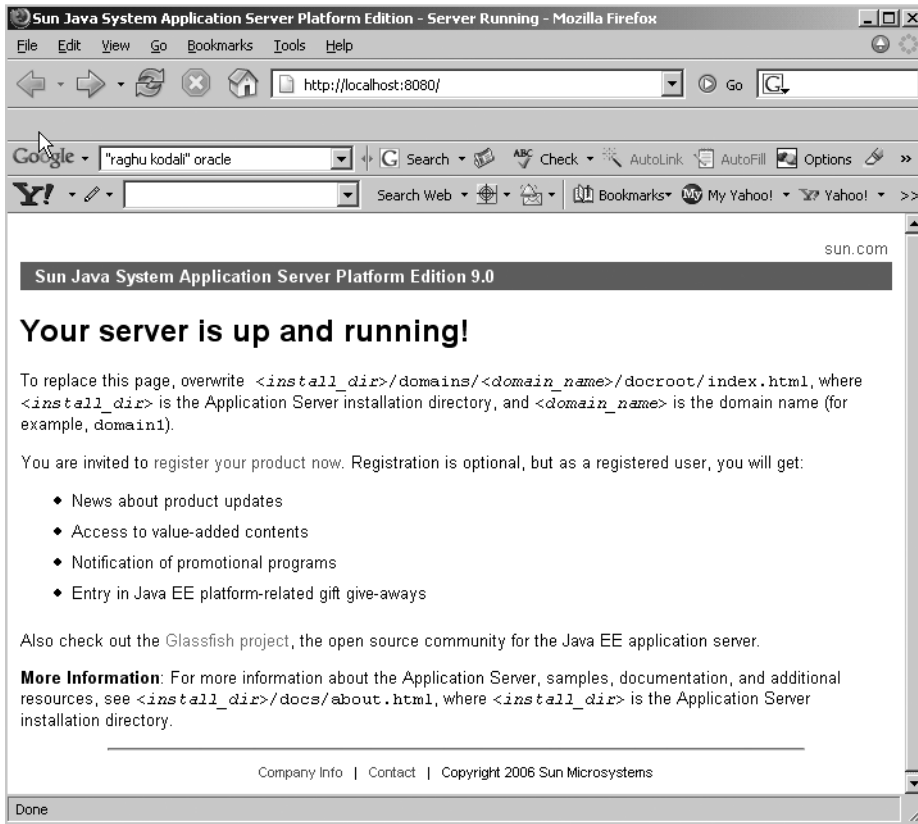 Sun Java System Application Server Platform Edition - Server Running - Mozilla Firefox
File Edit View Go Bookmarks Tools Help
http://localhost:8080/ Go G
Google "raghu kodali" oracle G Search ABC Check AutoLink AutoFill Options »
Y! Search Web Bookmarks My My Yahoo! Y! Yahoo! >>
sun.com
Sun Java System Application Server Platform Edition 9.0
Your server is up and running!
To replace this page, overwrite <install_dir>/domains/<domain_name>/docroot/index.html, where
<install_dir> is the Application Server installation directory, and <domain_name> is the domain name (for
example, domain1).
You are invited to register your product now. Registration is optional, but as a registered user, you will get:
◆ News about product updates
◆ Access to value-added contents
◆ Notification of promotional programs
◆ Entry in Java EE platform-related gift give-aways
Also check out the Glassfish project, the open source community for the Java EE application server.
More Information: For more information about the Application Server, samples, documentation, and additional
resources, see <install_dir>/docs/about.html, where <install_dir> is the Application Server
installation directory.
Company Info | Contact | Copyright 2006 Sun Microsystems
Done